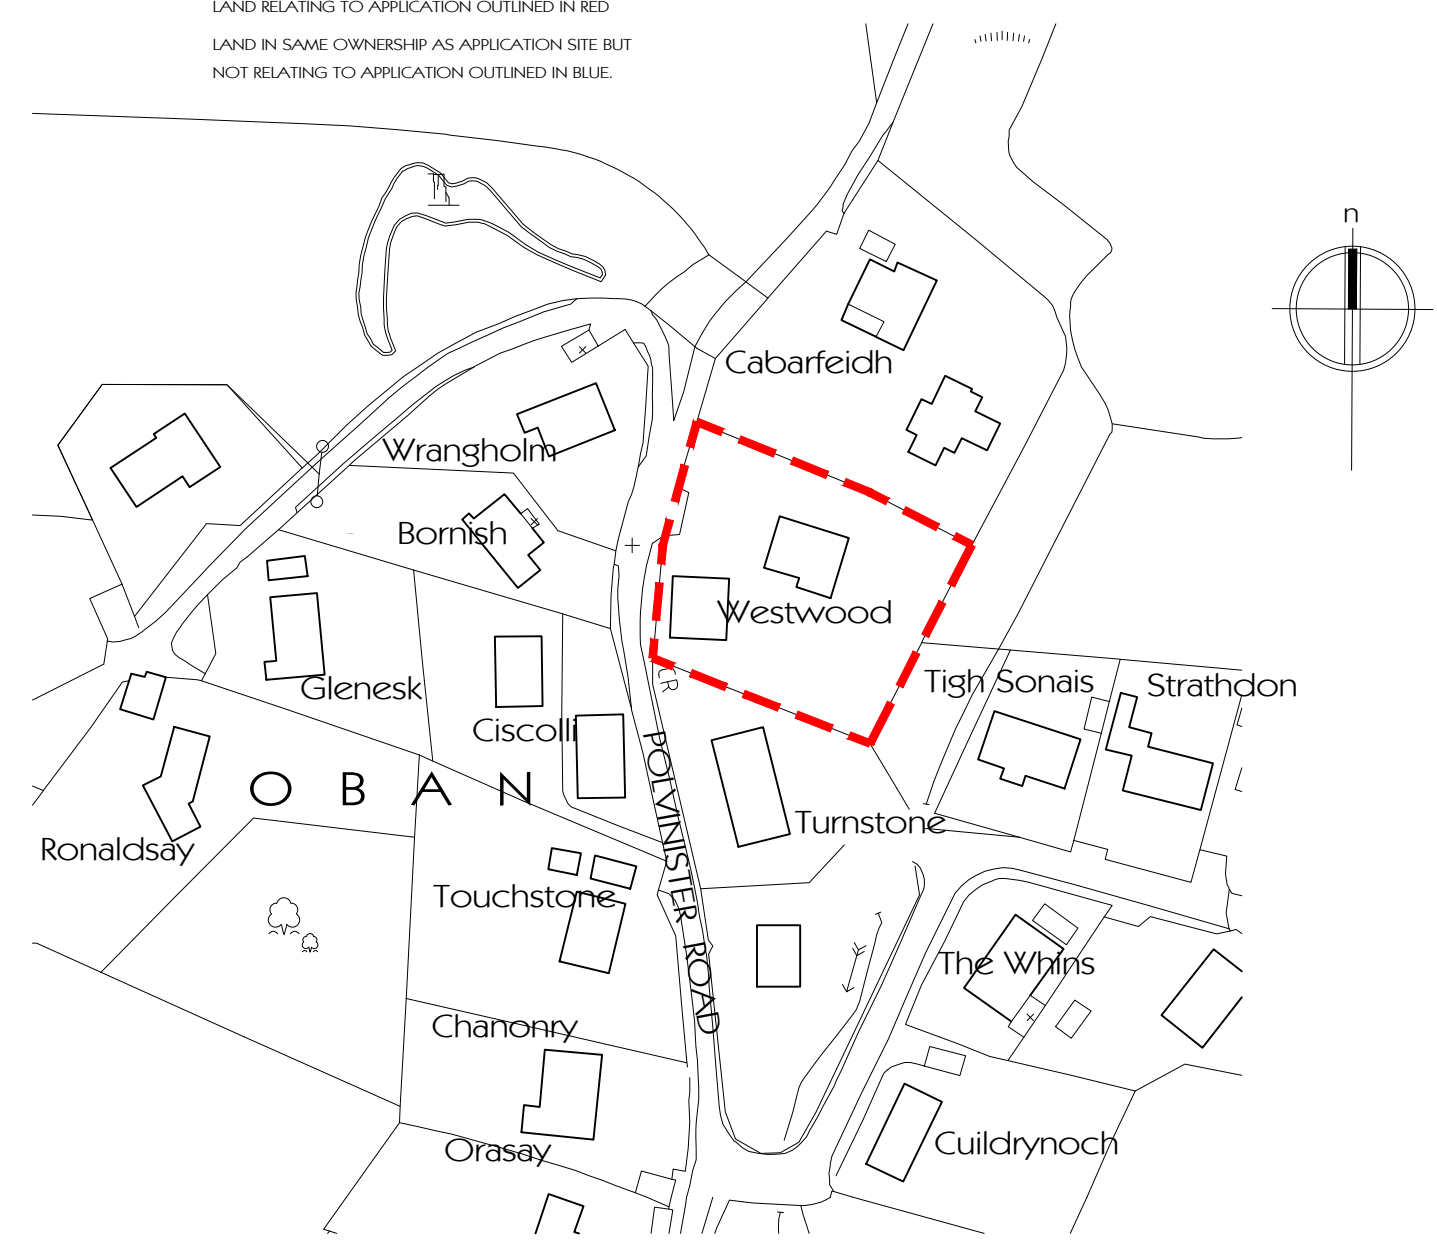 LAND RELATING TO APPLICATION OUTLINED IN RED
LAND IN SAME OWNERSHIP AS APPLICATION SITE BUT
NOT RELATING TO APPLICATION OUTLINED IN BLUE.
n
Cabarfeidh
Wrangholm
Bornish
Westwood
CR
Glenesk
Tigh Sonais
Strathdon
Ciscolli
OBAN
POLVINISTER ROAD
Turnstone
Ronaldsay
Touchstone
The Whins
Chanonry
Orasay
Cuildrynoch